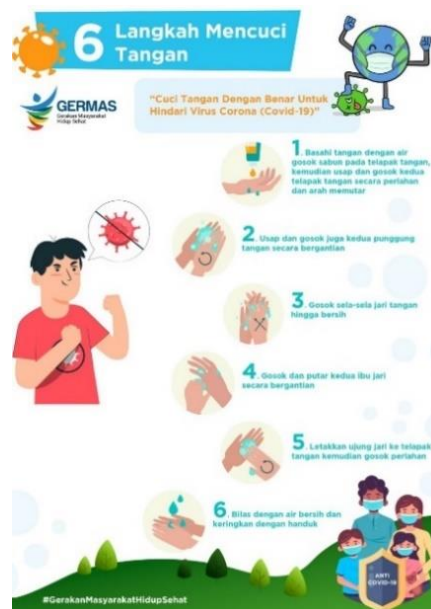 6 Langkah Mencuci
Tangan
GERMAS
Gerakan Masyarakat
Hidup Sehat
"Cuci Tangan Dengan Benar Untuk
Hindari Virus Corona (Covid-19)"
1. Basahi tangan dengan air
gosok sabun pada telapak tangan,
kemudian usap dan gosok kedua
telapak tangan secara perlahan
dan arah memutar
2. Usap dan gosok juga kedua punggung
tangan secara bergantian
3. Gosok sela-sela jari tangan
hingga bersih
4. Gosok dan putar kedua ibu jari
secara bergantian
5. Letakkan ujung jari ke telapak
tangan kemudian gosok perlahan
6. Bilas dengan air bersih dan
keringkan dengan handuk
ANTI
COVID-19
#GerakanMasyarakatHidupSehat